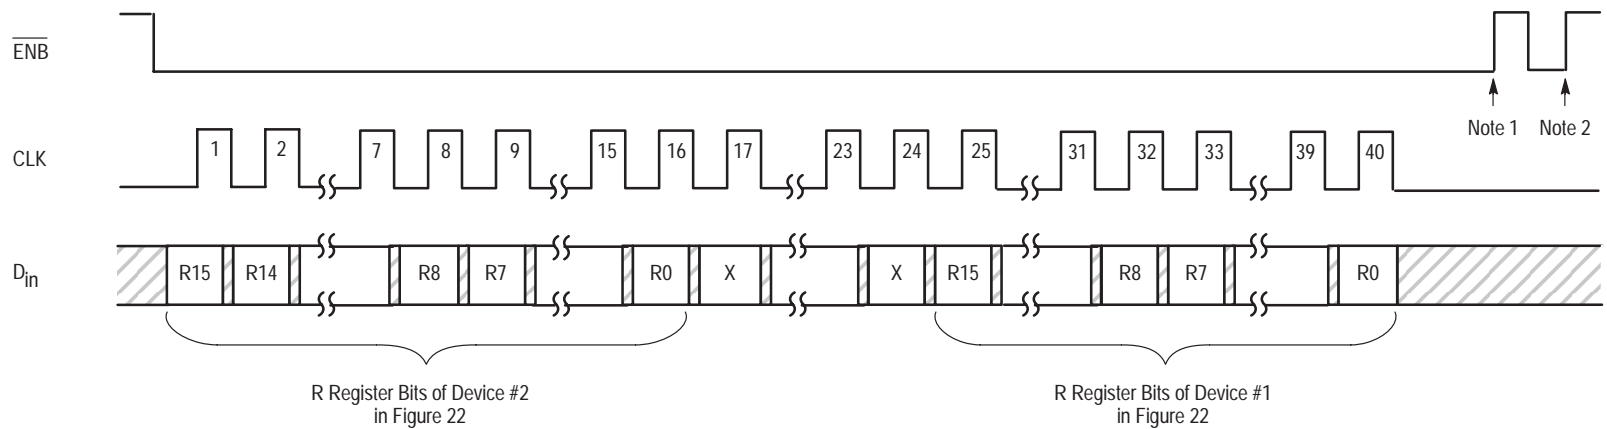 ENB
Note 1 Note 2
CLK
1 2 7 8 9 15 16 17 23 24 25 31 32 33 39 40
Din
R15 R14 R8 R7 R0 X X R15 R8 R7 R0
R Register Bits of Device #2
in Figure 22
R Register Bits of Device #1
in Figure 22